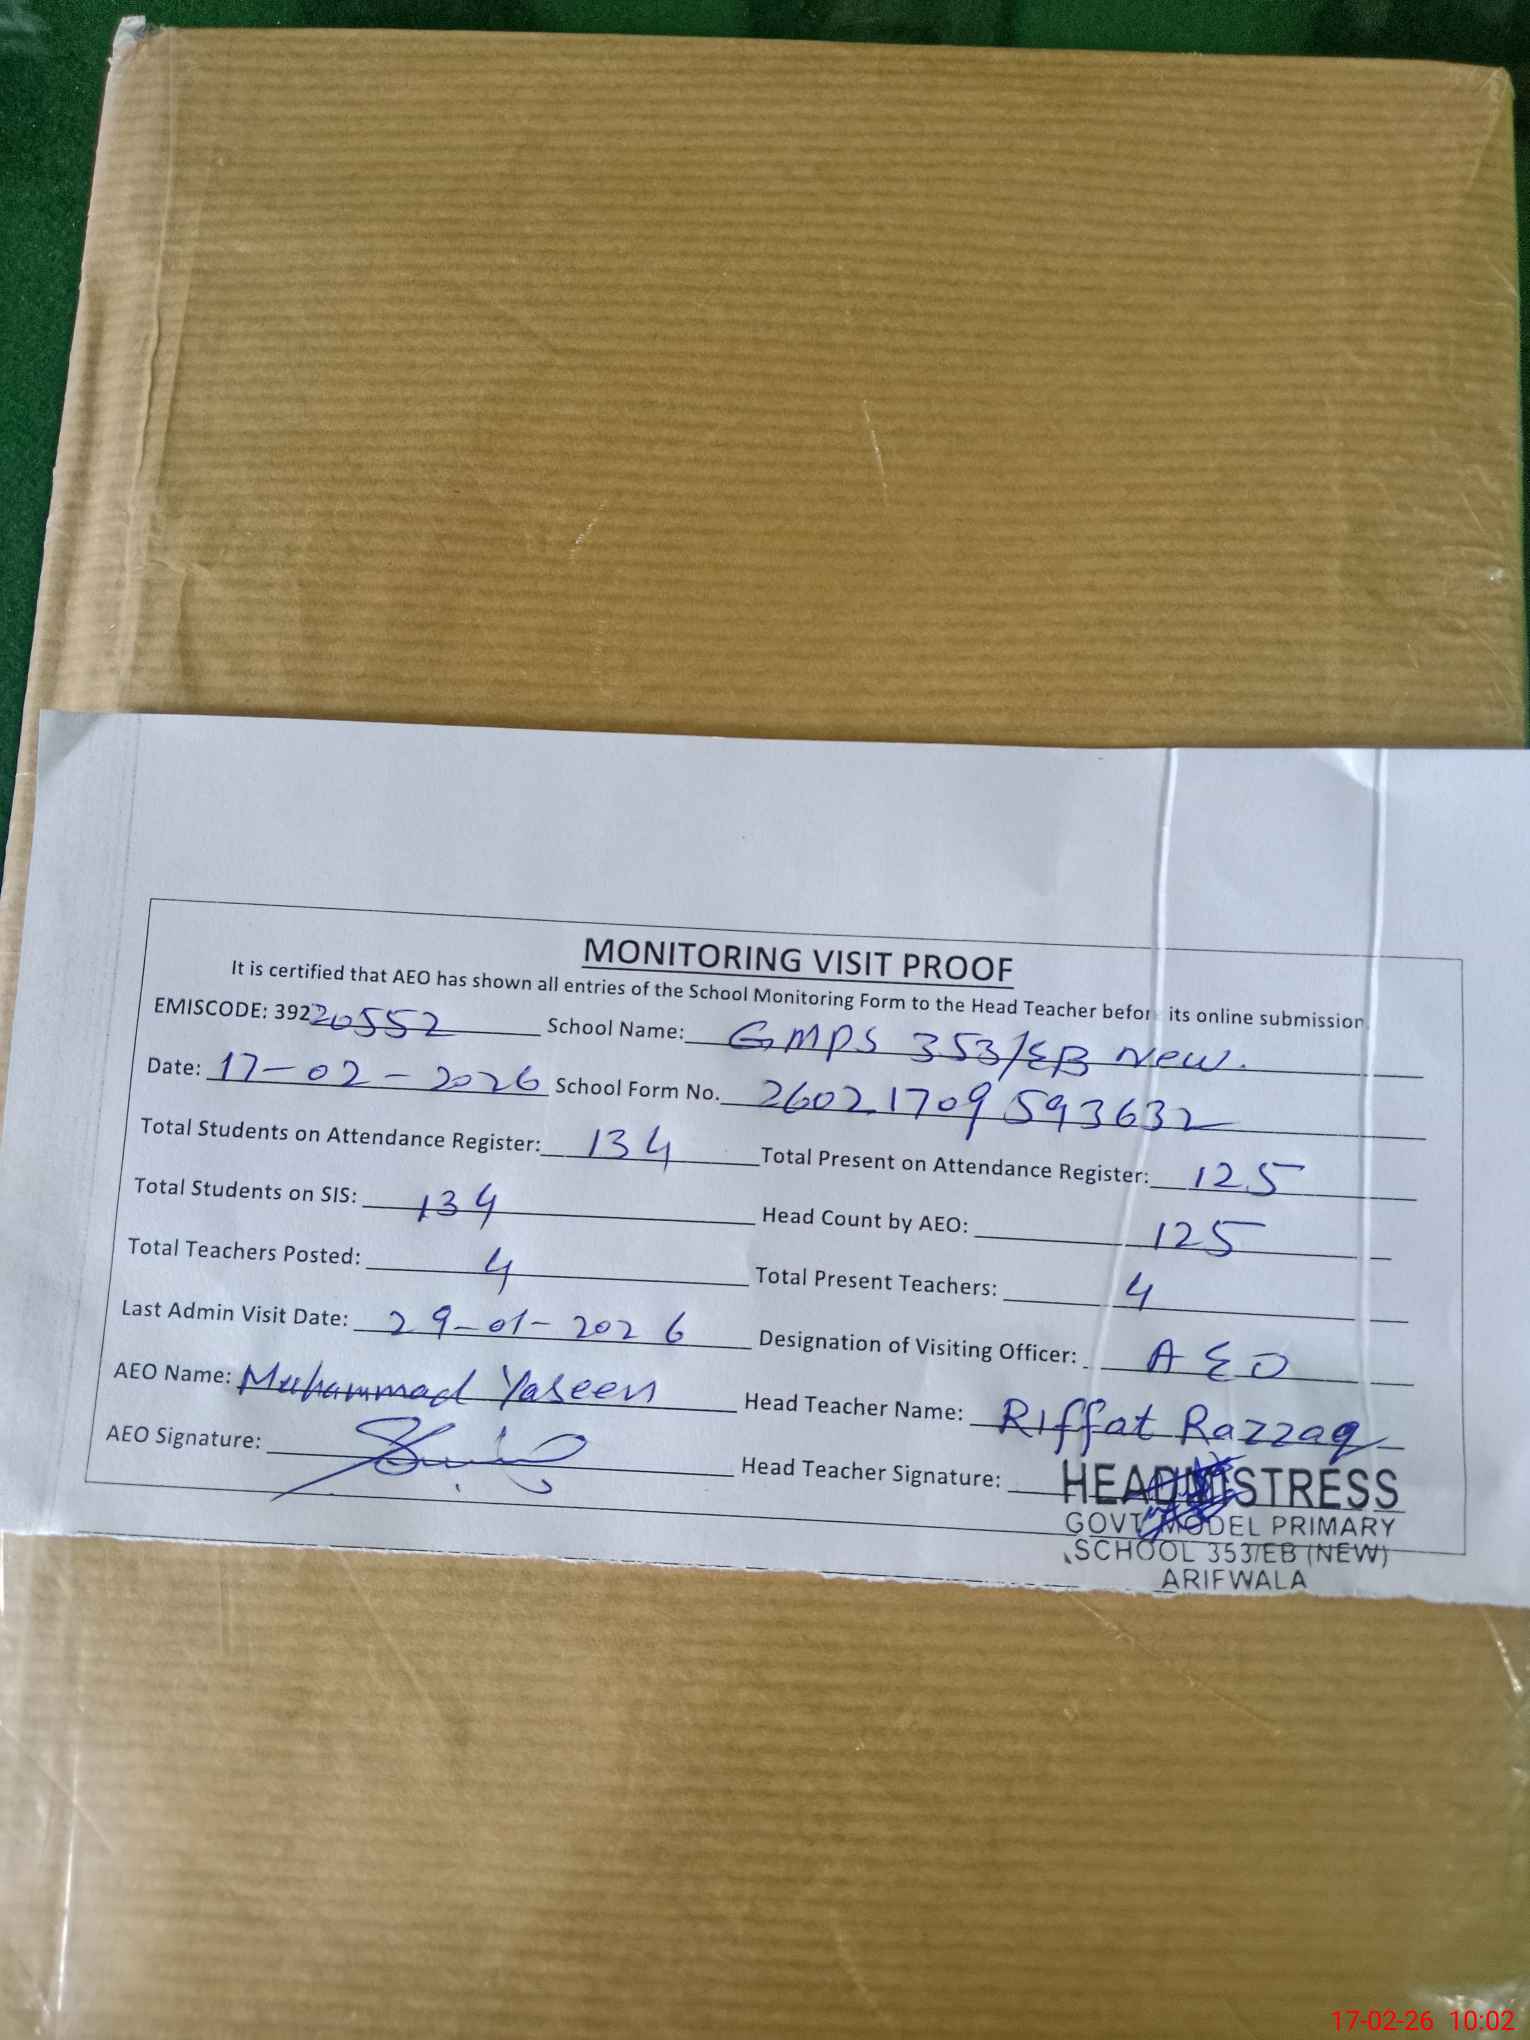 MONITORING VISIT PROOF
It is certified that AEO has shown all entries of the School Monitoring Form to the Head Teacher befor its online submission
EMISCODE: 39220552 School Name: GMPS 353/EB New.
Date: 17-02-2026 School Form No. 26021709593632
Total Students on Attendance Register: 134 Total Present on Attendance Register: 125
Total Students on SIS: 134 Head Count by AEO: 125
Total Teachers Posted: 4 Total Present Teachers: 4
Last Admin Visit Date: 29-01-2026 Designation of Visiting Officer: AEO
AEO Name: Muhammad Yaseen Head Teacher Name: Riffat Razzaq
AEO Signature: Head Teacher Signature:
HEADMISTRESS
GOVT MODEL PRIMARY
SCHOOL 353/EB (NEW)
ARIFWALA
17-02-26 10:02